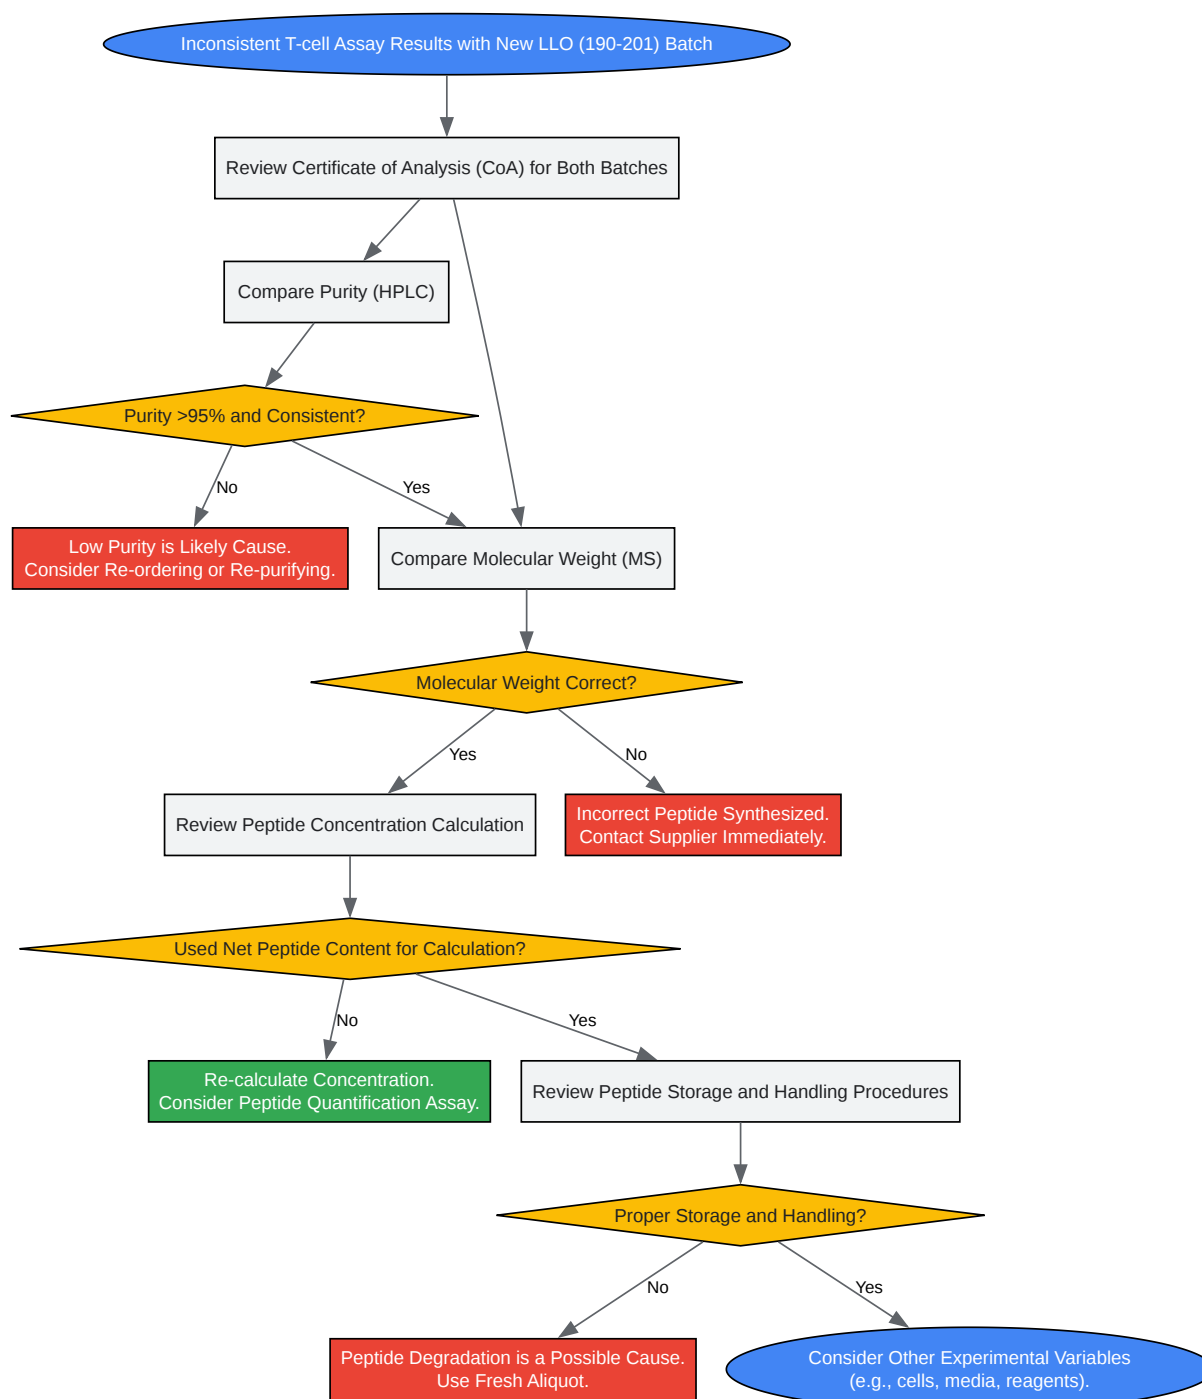 Inconsistent T-cell Assay Results with New LLO (190-201) Batch
Review Certificate of Analysis (CoA) for Both Batches
Compare Purity (HPLC)
Purity >95% and Consistent?
No
Yes
Low Purity is Likely Cause.
Consider Re-ordering or Re-purifying.
Compare Molecular Weight (MS)
Molecular Weight Correct?
Yes
No
Review Peptide Concentration Calculation
Incorrect Peptide Synthesized.
Contact Supplier Immediately.
Used Net Peptide Content for Calculation?
No
Yes
Re-calculate Concentration.
Consider Peptide Quantification Assay.
Review Peptide Storage and Handling Procedures
Proper Storage and Handling?
No
Yes
Peptide Degradation is a Possible Cause.
Use Fresh Aliquot.
Consider Other Experimental Variables
(e.g., cells, media, reagents).